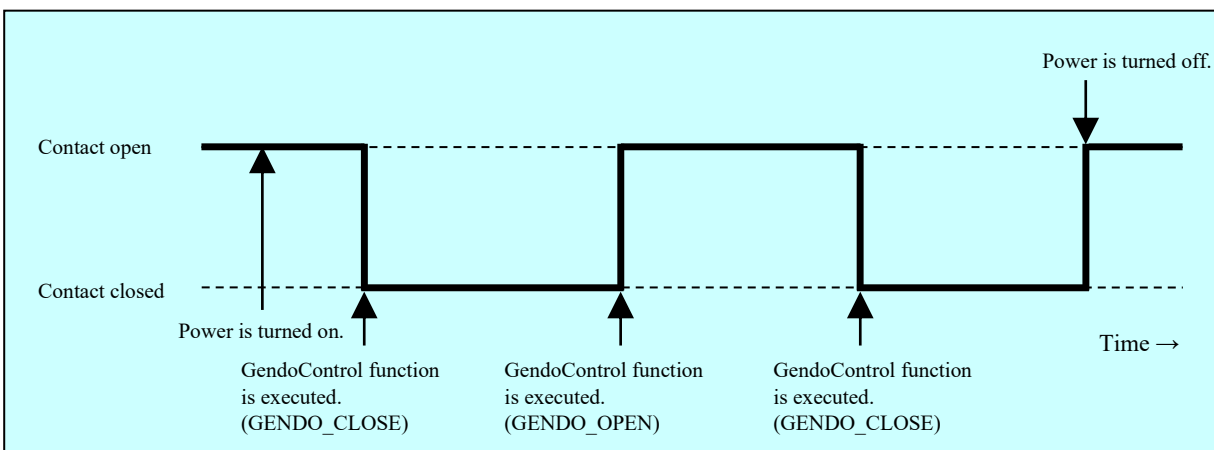 Power is turned off.
Contact open
Contact closed
Power is turned on.
Time →
GendoControl function
is executed.
(GENDO_CLOSE)
GendoControl function
is executed.
(GENDO_OPEN)
GendoControl function
is executed.
(GENDO_CLOSE)